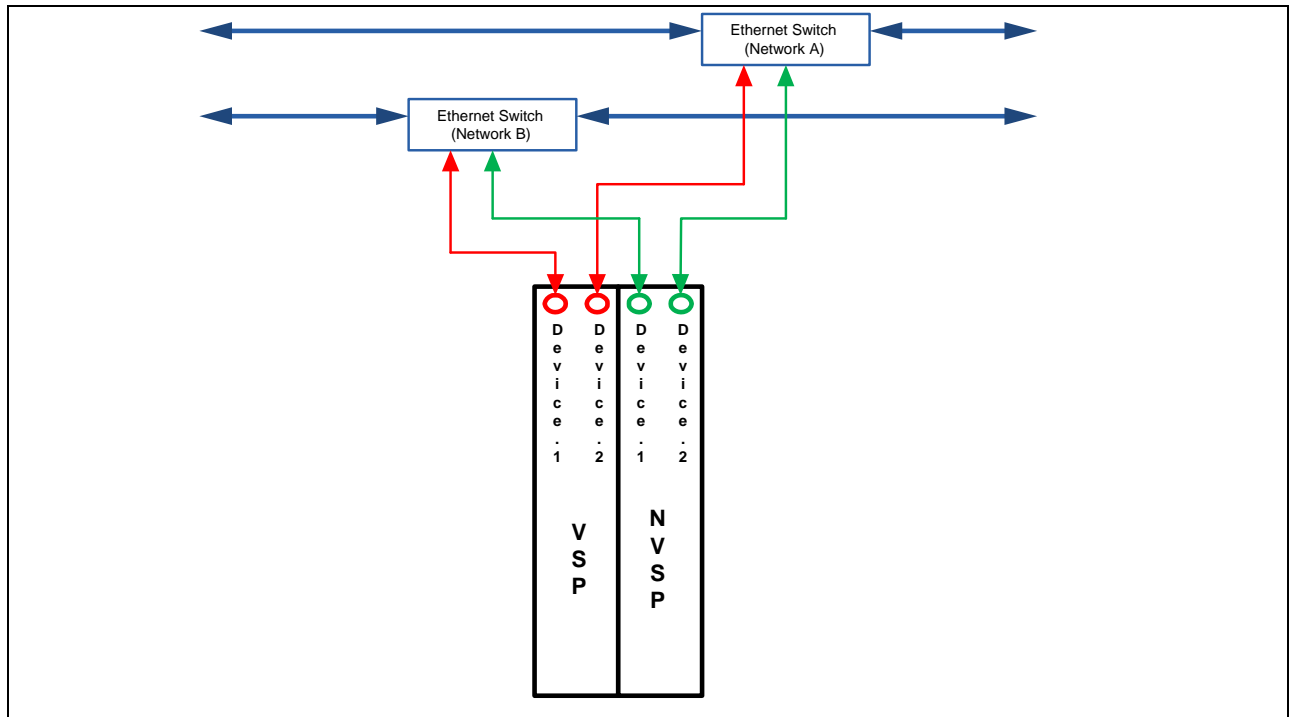 Ethernet Switch
(Network A)
Ethernet Switch
(Network B)
Device.1
Device.2
Device.1
Device.2
VSP
NVSP